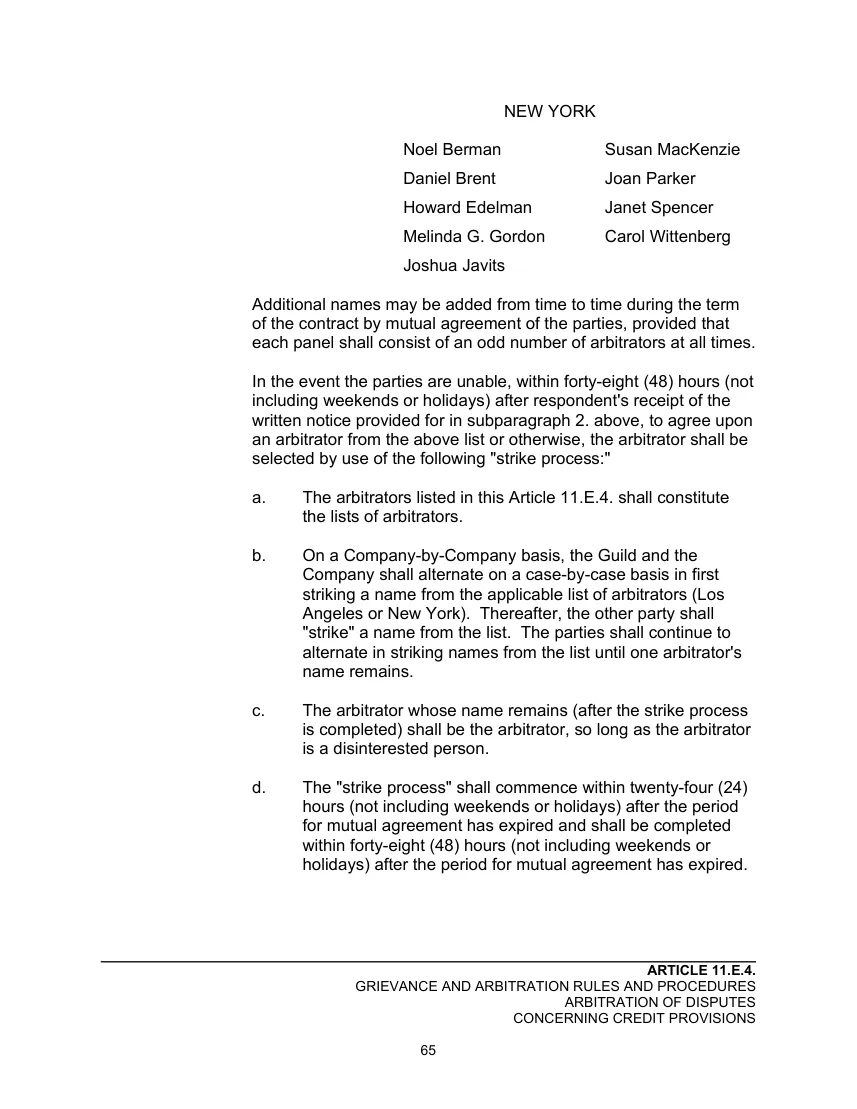 NEW YORK
Noel Berman Susan MacKenzie
Daniel Brent Joan Parker
Howard Edelman Janet Spencer
Melinda G. Gordon Carol Wittenberg
Joshua Javits
Additional names may be added from time to time during the term
of the contract by mutual agreement of the parties, provided that
each panel shall consist of an odd number of arbitrators at all times.
In the event the parties are unable, within forty-eight (48) hours (not
including weekends or holidays) after respondent's receipt of the
written notice provided for in subparagraph 2. above, to agree upon
an arbitrator from the above list or otherwise, the arbitrator shall be
selected by use of the following "strike process:"
a. The arbitrators listed in this Article 11.E.4. shall constitute
the lists of arbitrators.
b. On a Company-by-Company basis, the Guild and the
Company shall alternate on a case-by-case basis in first
striking a name from the applicable list of arbitrators (Los
Angeles or New York). Thereafter, the other party shall
"strike" a name from the list. The parties shall continue to
alternate in striking names from the list until one arbitrator's
name remains.
c. The arbitrator whose name remains (after the strike process
is completed) shall be the arbitrator, so long as the arbitrator
is a disinterested person.
d. The "strike process" shall commence within twenty-four (24)
hours (not including weekends or holidays) after the period
for mutual agreement has expired and shall be completed
within forty-eight (48) hours (not including weekends or
holidays) after the period for mutual agreement has expired.
ARTICLE 11.E.4.
GRIEVANCE AND ARBITRATION RULES AND PROCEDURES
ARBITRATION OF DISPUTES
CONCERNING CREDIT PROVISIONS
65